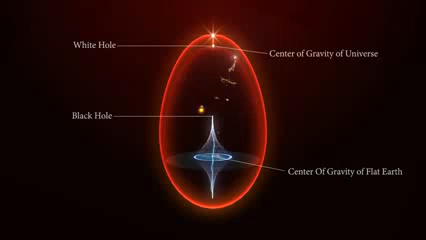 White Hole
Center of Gravity of Universe
Black Hole
Center Of Gravity of Flat Earth